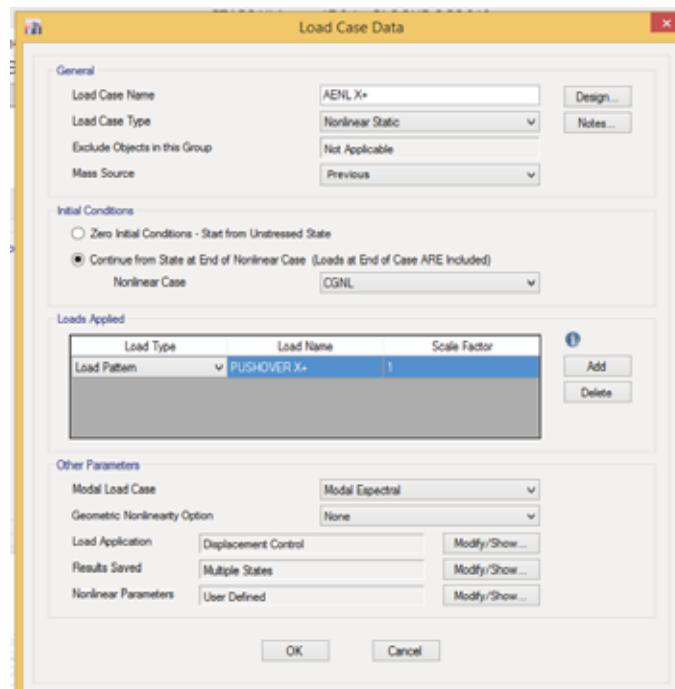 Load Case Data
General
Load Case Name AENL X+ Design...
Load Case Type Nonlinear Static Notes...
Exclude Objects in this Group Not Applicable
Mass Source Previous
Initial Conditions
Zero Initial Conditions - Start from Unstressed State
Continue from State at End of Nonlinear Case (Loads at End of Case ARE Included)
Nonlinear Case CGNL
Loads Applied
Load Type Load Name Scale Factor
Load Pattern PUSHOVER X+ 1 Add
Delete
Other Parameters
Modal Load Case Modal Espectral
Geometric Nonlinearity Option None
Load Application Displacement Control Modify/Show...
Results Saved Multiple States Modify/Show...
Nonlinear Parameters User Defined Modify/Show...
OK Cancel